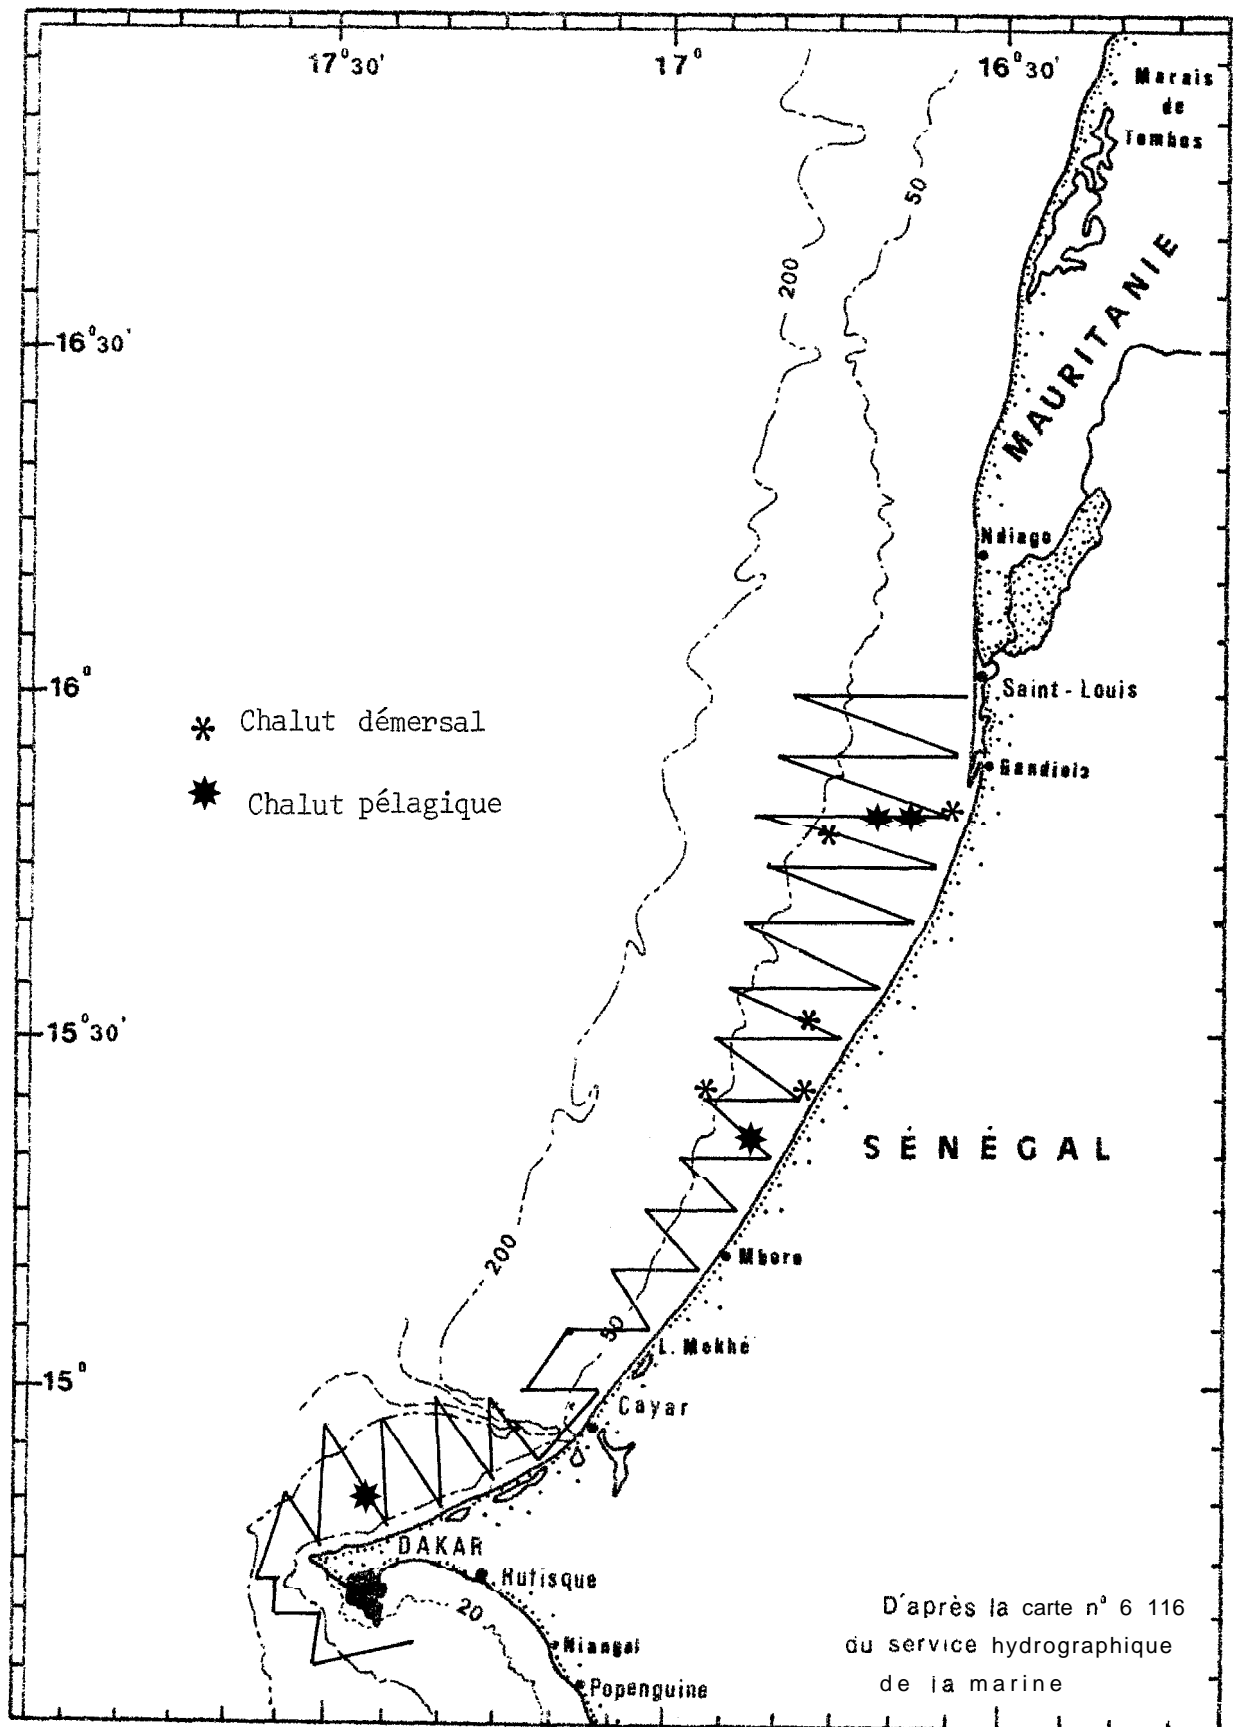 17°30'
17°
16°30'
Marais
de
Tombos
50
200
MAURITANIE
16°30'
Ndiago
16°
Saint-Louis
Chalut démersal
Gandiola
Chalut pélagique
15°30'
SÉNÉGAL
200
Mboro
50
L. Mekhé
15°
Cayar
DAKAR
Rufisque
20
Niangal
Popenguine
D'après la carte n° 6 116
du service hydrographique
de la marine